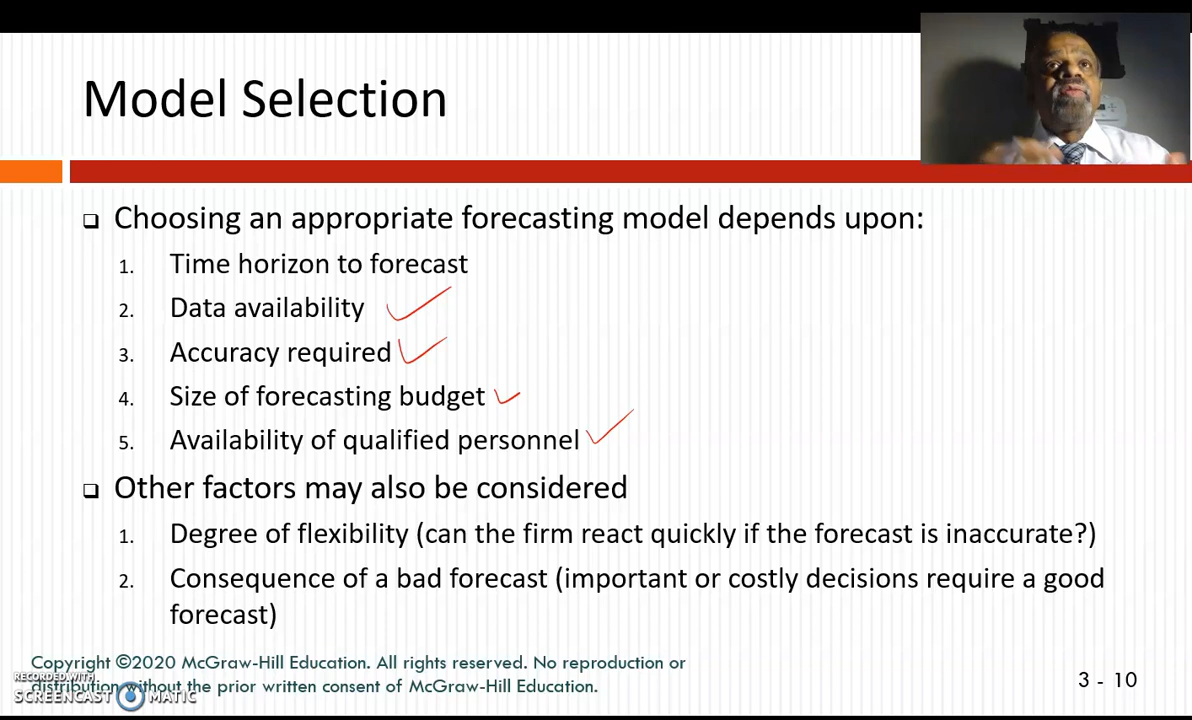 Model Selection
❑ Choosing an appropriate forecasting model depends upon:
1. Time horizon to forecast
2. Data availability
3. Accuracy required
4. Size of forecasting budget
5. Availability of qualified personnel
❑ Other factors may also be considered
1. Degree of flexibility (can the firm react quickly if the forecast is inaccurate?)
2. Consequence of a bad forecast (important or costly decisions require a good
forecast)
Copyright ©2020 McGraw-Hill Education. All rights reserved. No reproduction or
distribution without the prior written consent of McGraw-Hill Education.
RECORDED WITH
SCREENCAST MATIC
3 - 10